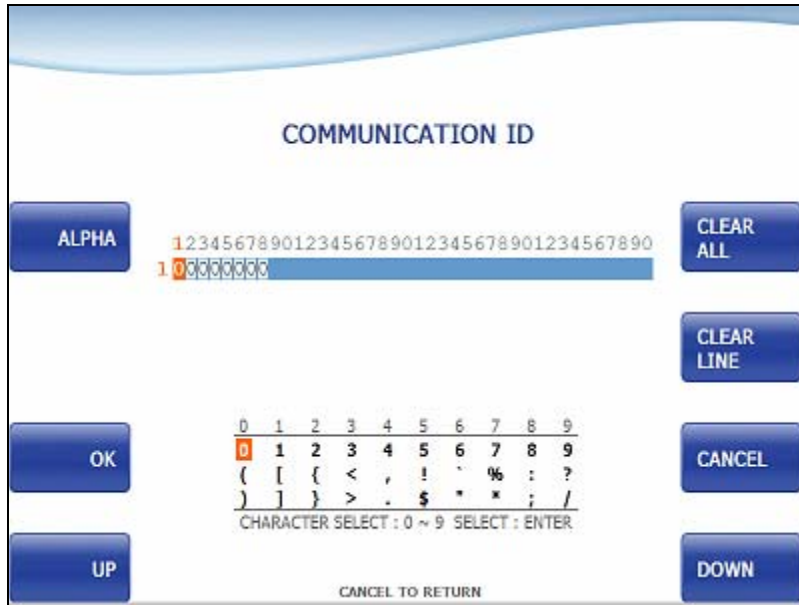 COMMUNICATION ID
ALPHA
CLEAR
ALL
1234567890123456789012345678901234567890
1 00000000
CLEAR
LINE
0 1 2 3 4 5 6 7 8 9
0 1 2 3 4 5 6 7 8 9
( [ { < , ! ` % : ?
) ] } > . $ " * ; /
CHARACTER SELECT : 0 ~ 9 SELECT : ENTER
OK
CANCEL
UP
DOWN
CANCEL TO RETURN